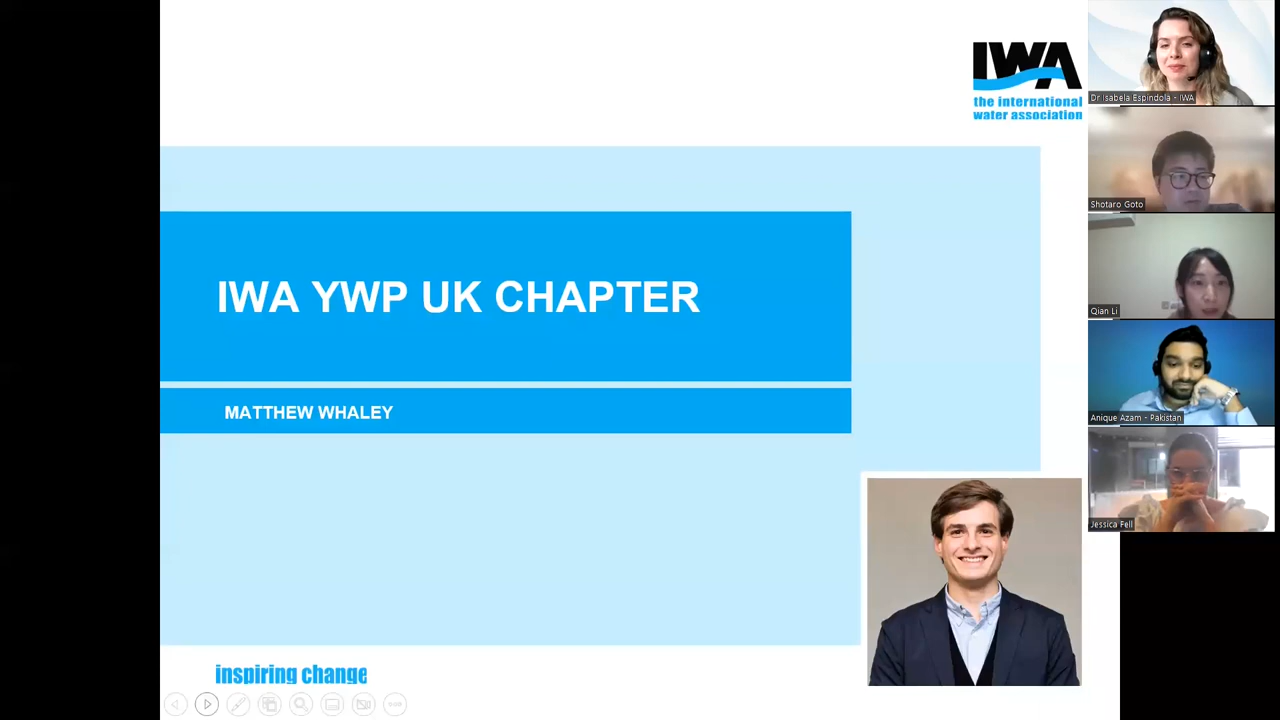 IWA
the international
water association
IWA YWP UK CHAPTER
MATTHEW WHALEY
inspiring change
Dr Isabela Espindola - IWA
Shotaro Goto
Qian Li
Anique Azam - Pakistan
Jessica Fell